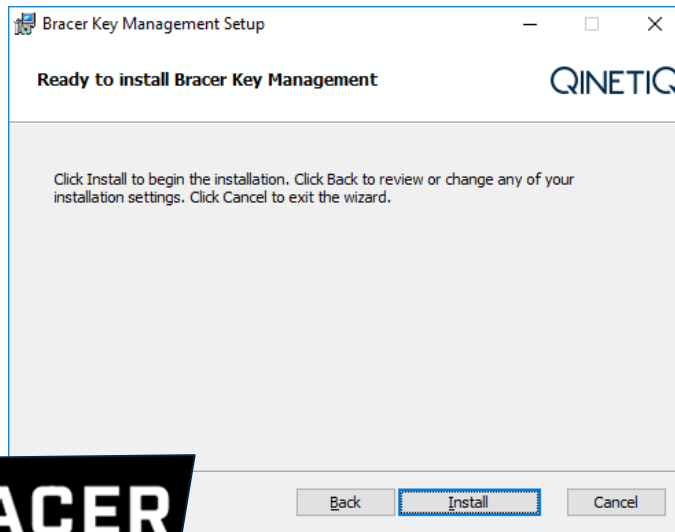 Bracer Key Management Setup
Ready to install Bracer Key Management
QINETIQ
Click Install to begin the installation. Click Back to review or change any of your
installation settings. Click Cancel to exit the wizard.
ACER
Back
Install
Cancel